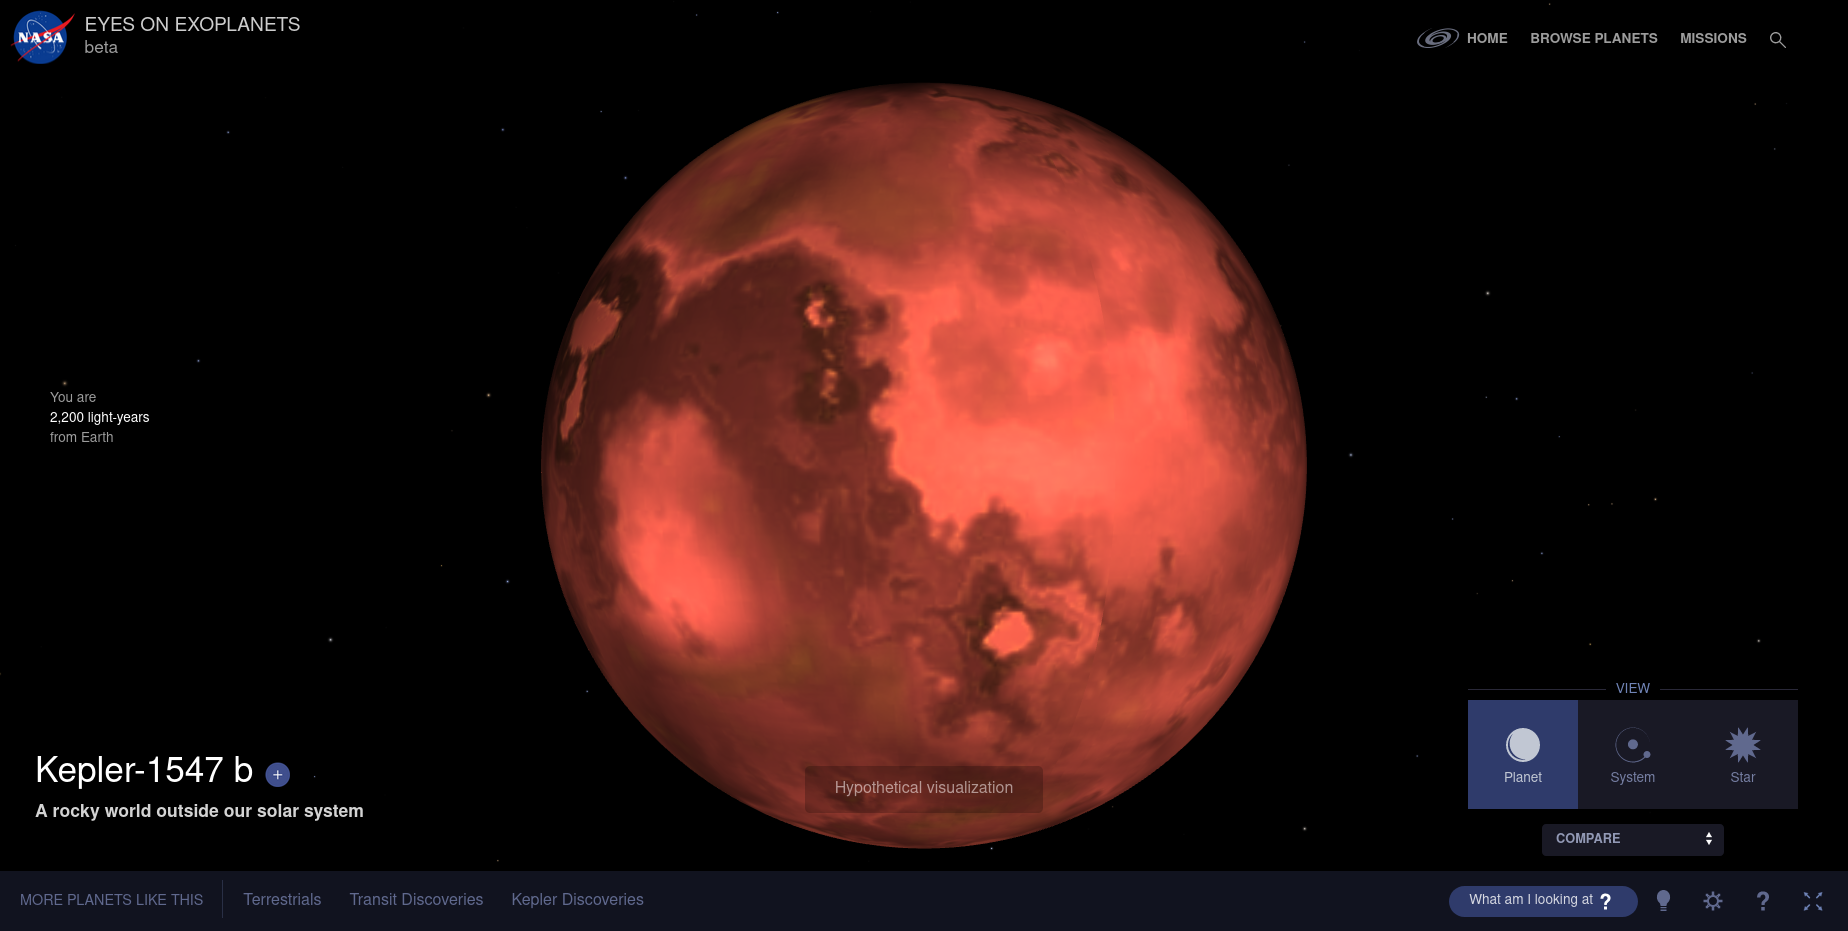 NASA
EYES ON EXOPLANETS
beta
HOME
BROWSE PLANETS
MISSIONS
You are
2,200 light-years
from Earth
Kepler-1547 b +
A rocky world outside our solar system
Hypothetical visualization
VIEW
Planet
System
Star
COMPARE
MORE PLANETS LIKE THIS
Terrestrials
Transit Discoveries
Kepler Discoveries
What am I looking at ?
?